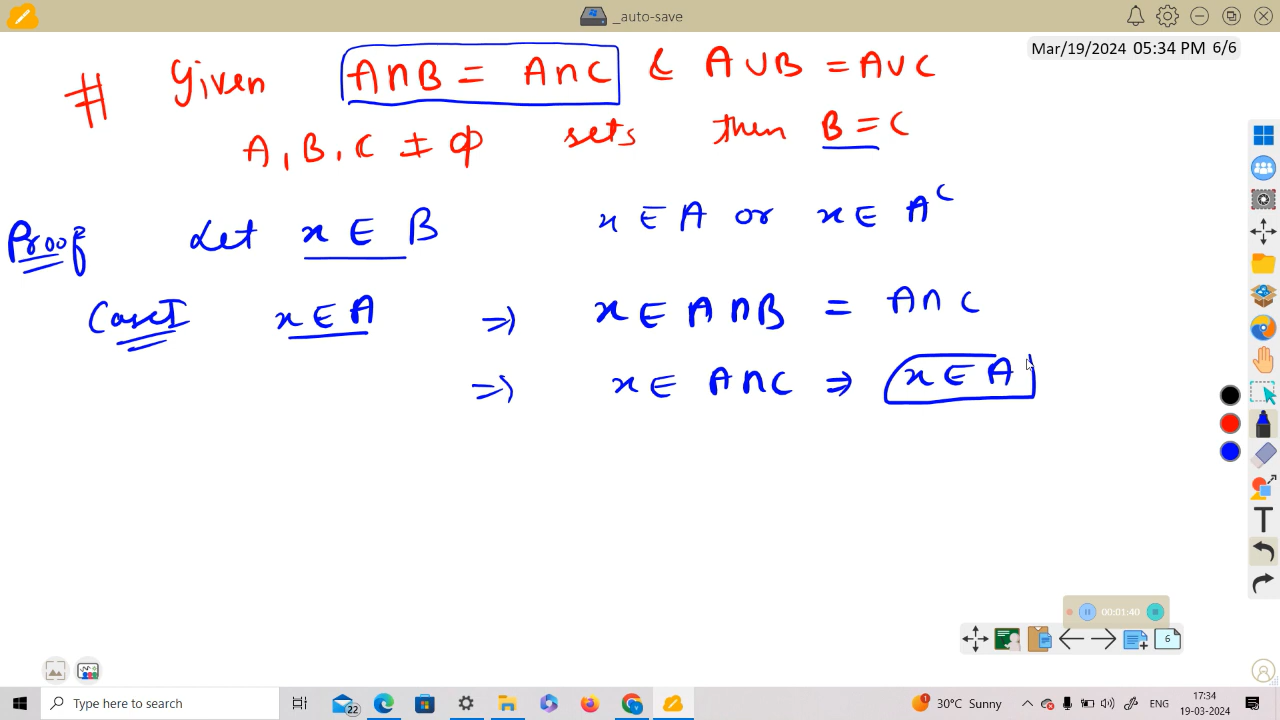 _auto-save
Mar/19/2024 05:34 PM 6/6
# Given A∩B = A∩C & A∪B = A∪C
A, B, C ≠ φ sets then B = C
Proof Let x ∈ B x ∈ A or x ∈ A^C
Case I x ∈ A ⇒ x ∈ A∩B = A∩C
⇒ x ∈ A∩C ⇒ x ∈ A
T
00:01:40
6
Type here to search
22
1
30°C Sunny
17:34
19-03-2024